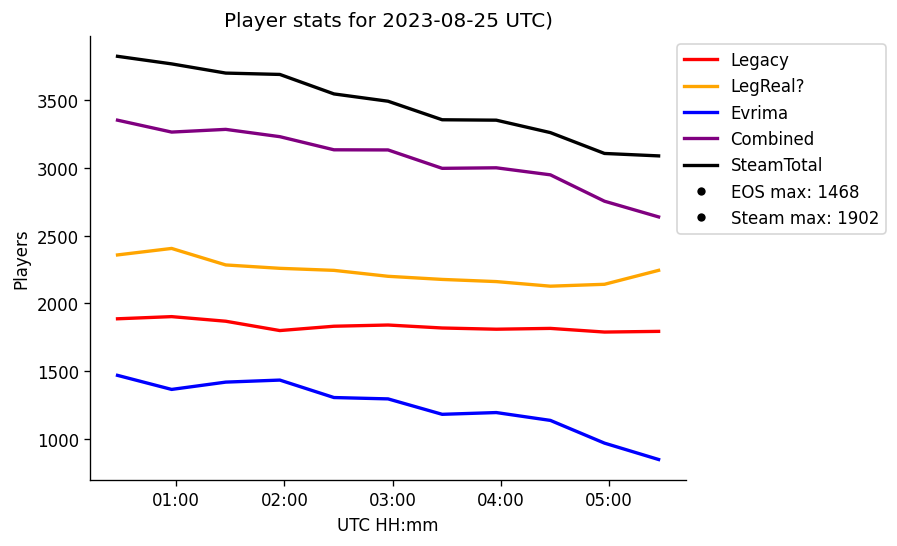 Player stats for 2023-08-25 UTC)
Legacy
LegReal?
Evrima
Combined
SteamTotal
EOS max: 1468
Steam max: 1902
Players
3500
3000
2500
2000
1500
1000
01:00 02:00 03:00 04:00 05:00
UTC HH:mm